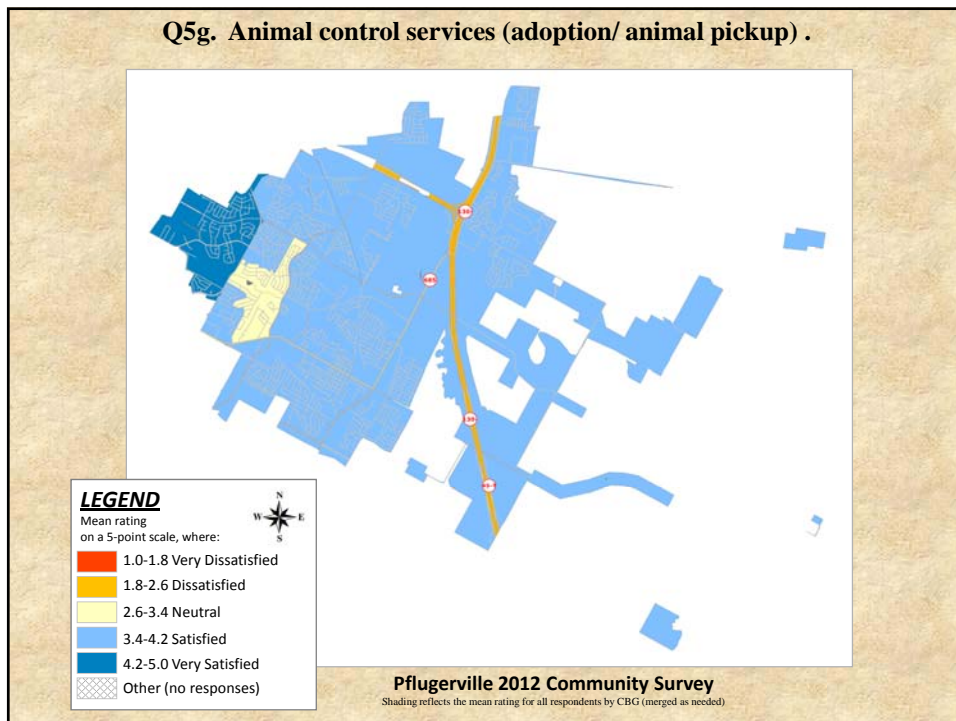 Q5g. Animal control services (adoption/ animal pickup) .
685
LEGEND
Mean rating
on a 5-point scale, where:
N
W E
S
1.0-1.8 Very Dissatisfied
1.8-2.6 Dissatisfied
2.6-3.4 Neutral
3.4-4.2 Satisfied
4.2-5.0 Very Satisfied
Other (no responses)
Pflugerville 2012 Community Survey
Shading reflects the mean rating for all respondents by CBG (merged as needed)